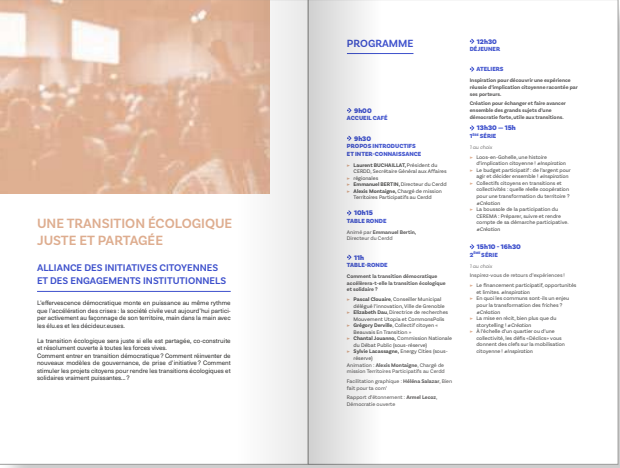 UNE TRANSITION ÉCOLOGIQUE
JUSTE ET PARTAGÉE
ALLIANCE DES INITIATIVES CITOYENNES
ET DES ENGAGEMENTS INSTITUTIONNELS
L'effervescence démocratique monte en puissance au même rythme
que l'accélération des crises : la société civile veut aujourd'hui partici-
per activement au façonnage de son territoire, main dans la main avec
les élu.es et les décideur.euses.
La transition écologique sera juste si elle est partagée, co-construite
et résolument ouverte à toutes les forces vives.
Comment entrer en transition démocratique ? Comment réinventer de
nouveaux modèles de gouvernance, de prise d'initiative ? Comment
stimuler les projets citoyens pour rendre les transitions écologiques et
solidaires vraiment puissantes... ?
PROGRAMME
9h00
ACCUEIL CAFÉ
9h30
PROPOS INTRODUCTIFS
ET INTER-CONNAISSANCE
Laurent BUCHAILLAT, Président du
CERDD, Secrétaire Général aux Affaires
régionales
Emmanuel BERTIN, Directeur du Cerdd
Alexis Montaigne, Chargé de mission
Territoires Participatifs au Cerdd
10h15
TABLE RONDE
Animé par Emmanuel Bertin,
Directeur du Cerdd
11h
TABLE-RONDE
Comment la transition démocratique
accélérera-t-elle la transition écologique
et solidaire ?
Pascal Clouaire, Conseiller Municipal
délégué l'innovation, Ville de Grenoble
Elizabeth Dau, Directrice de recherches
Mouvement Utopia et CommonsPolis
Grégory Derville, Collectif citoyen «
Beauvais En Transition »
Chantal Jouanno, Commission Nationale
du Débat Public (sous-réserve)
Sylvie Lacassagne, Energy Cities (sous-
réserve)
Animation : Alexis Montaigne, Chargé de
mission Territoires Participatifs au Cerdd
Facilitation graphique : Héléna Salazar, Bien
fait pour ta com'
Rapport d'étonnement : Armel Lecoz,
Démocratie ouverte
12h30
DÉJEUNER
ATELIERS
Inspiration pour découvrir une expérience
réussie d'implication citoyenne racontée par
ses porteurs.
Création pour échanger et faire avancer
ensemble des grands sujets d'une
démocratie forte, utile aux transitions.
13h30 – 15h
1ère SÉRIE
1 au choix
Loos-en-Gohelle, une histoire
d'implication citoyenne ! #Inspiration
Le budget participatif : de l'argent pour
agir et décider ensemble ! #Inspiration
Collectifs citoyens en transitions et
collectivités : quelle réelle coopération
pour une transformation du territoire ?
#Création
La boussole de la participation du
CEREMA : Préparer, suivre et rendre
compte de sa démarche participative.
#Création
15h10 - 16h30
2ème SÉRIE
1 au choix
Inspirez-vous de retours d'expériences !
Le financement participatif, opportunités
et limites. #Inspiration
En quoi les communs sont-ils un enjeu
pour la transformation des friches ?
#Création
La mise en récit, bien plus que du
storytelling ! #Création
À l'échelle d'un quartier ou d'une
collectivité, les défis «Déclics» vous
donnent des clefs sur la mobilisation
citoyenne ! #Inspiration